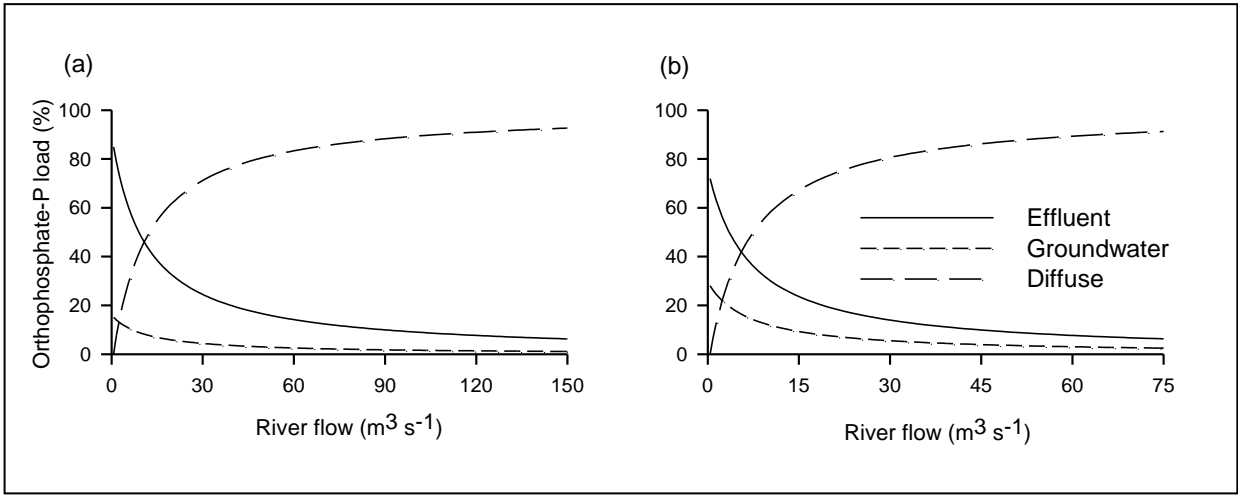 (a)
Orthophosphate-P load (%)
100
80
60
40
20
0
0 30 60 90 120 150
River flow (m³ s⁻¹)
(b)
100
80
60
40
20
0
Effluent
Groundwater
Diffuse
0 15 30 45 60 75
River flow (m³ s⁻¹)